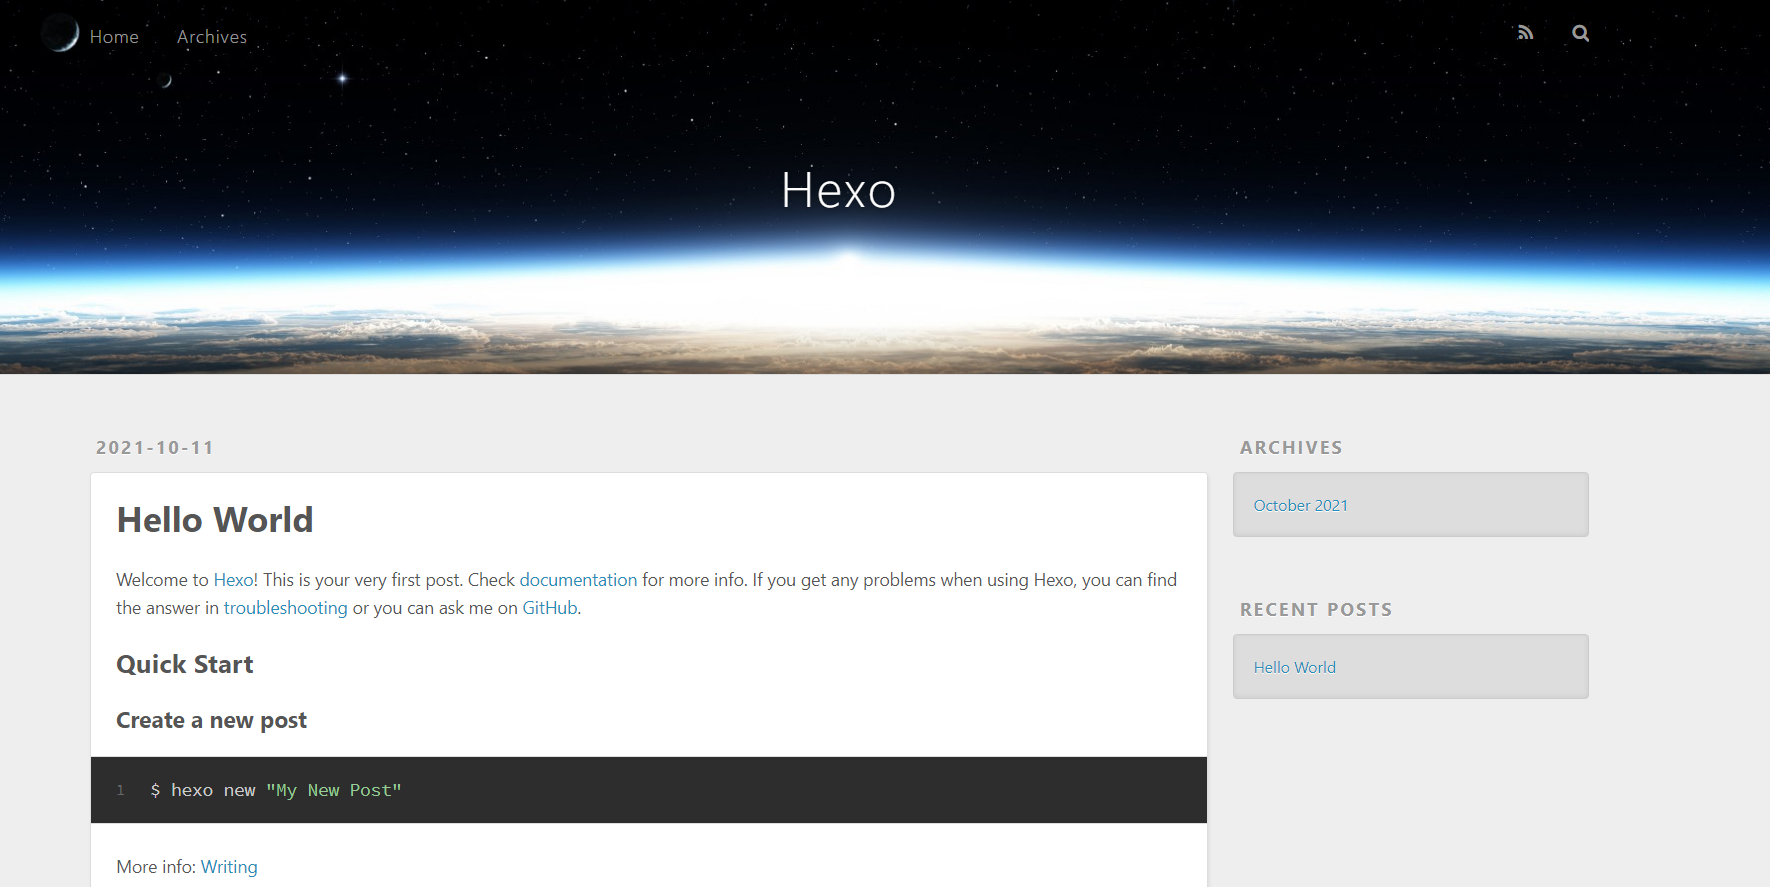 Home Archives
Hexo
2021-10-11
Hello World
Welcome to Hexo! This is your very first post. Check documentation for more info. If you get any problems when using Hexo, you can find
the answer in troubleshooting or you can ask me on GitHub.
Quick Start
Create a new post
1 $ hexo new "My New Post"
More info: Writing
ARCHIVES
October 2021
RECENT POSTS
Hello World